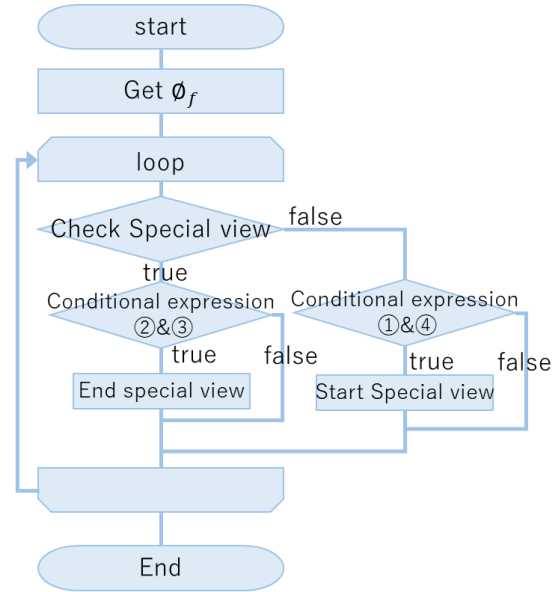 start
Get ∅f
loop
Check Special view
false
true
Conditional expression
②&③
Conditional expression
①&④
true
false
true
false
End special view
Start Special view
End